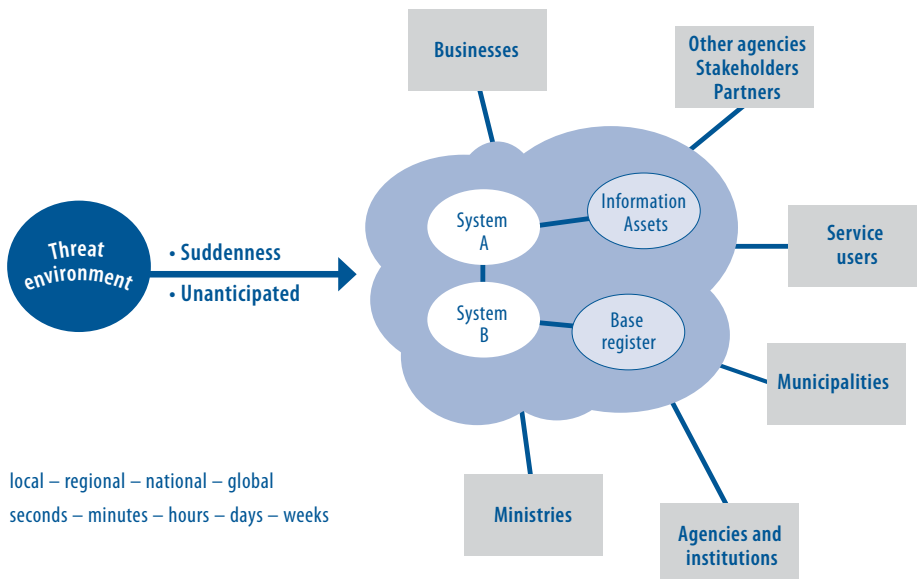 Businesses
Other agencies
Stakeholders
Partners
Threat
environment
• Suddenness
• Unanticipated
System
A
Information
Assets
System
B
Base
register
Service
users
Municipalities
local – regional – national – global
seconds – minutes – hours – days – weeks
Ministries
Agencies and
institutions